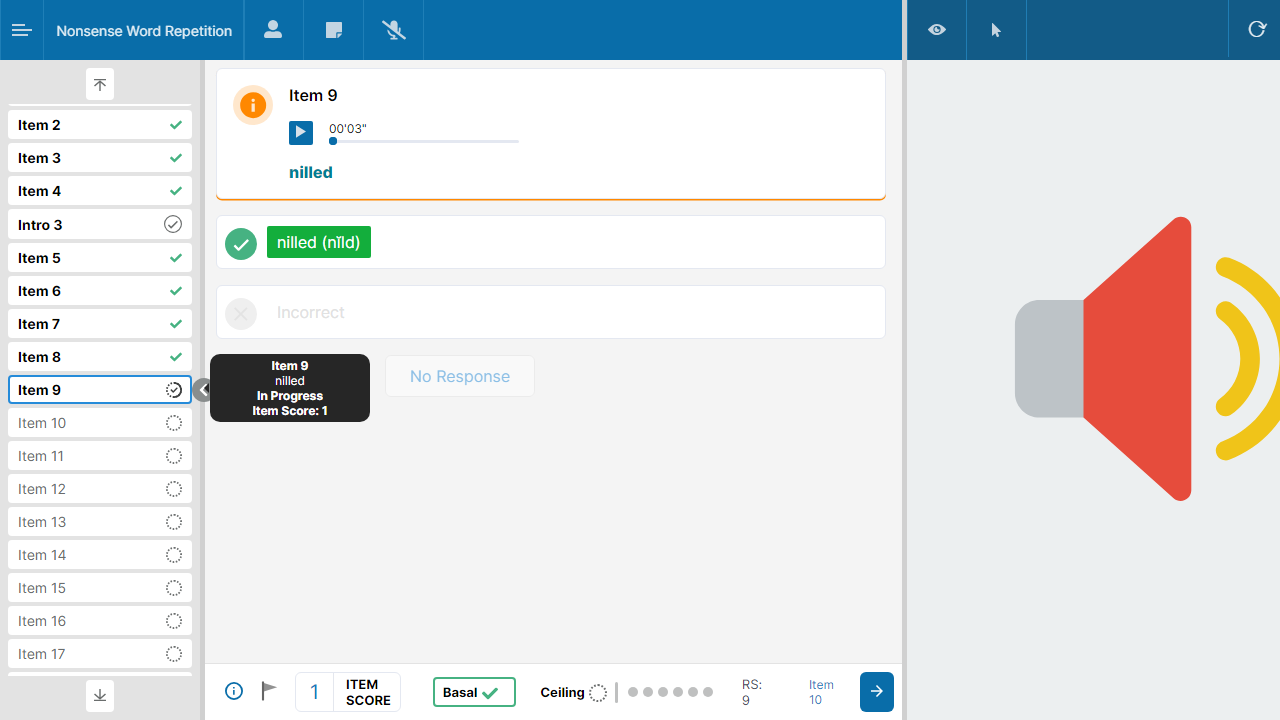 Nonsense Word Repetition
Item 2
Item 3
Item 4
Intro 3
Item 5
Item 6
Item 7
Item 8
Item 9
Item 10
Item 11
Item 12
Item 13
Item 14
Item 15
Item 16
Item 17
Item 9
00'03"
nilled
nilled (nĭld)
Incorrect
Item 9
nilled
In Progress
Item Score: 1
No Response
1
ITEM
SCORE
Basal
Ceiling
RS:
9
Item
10